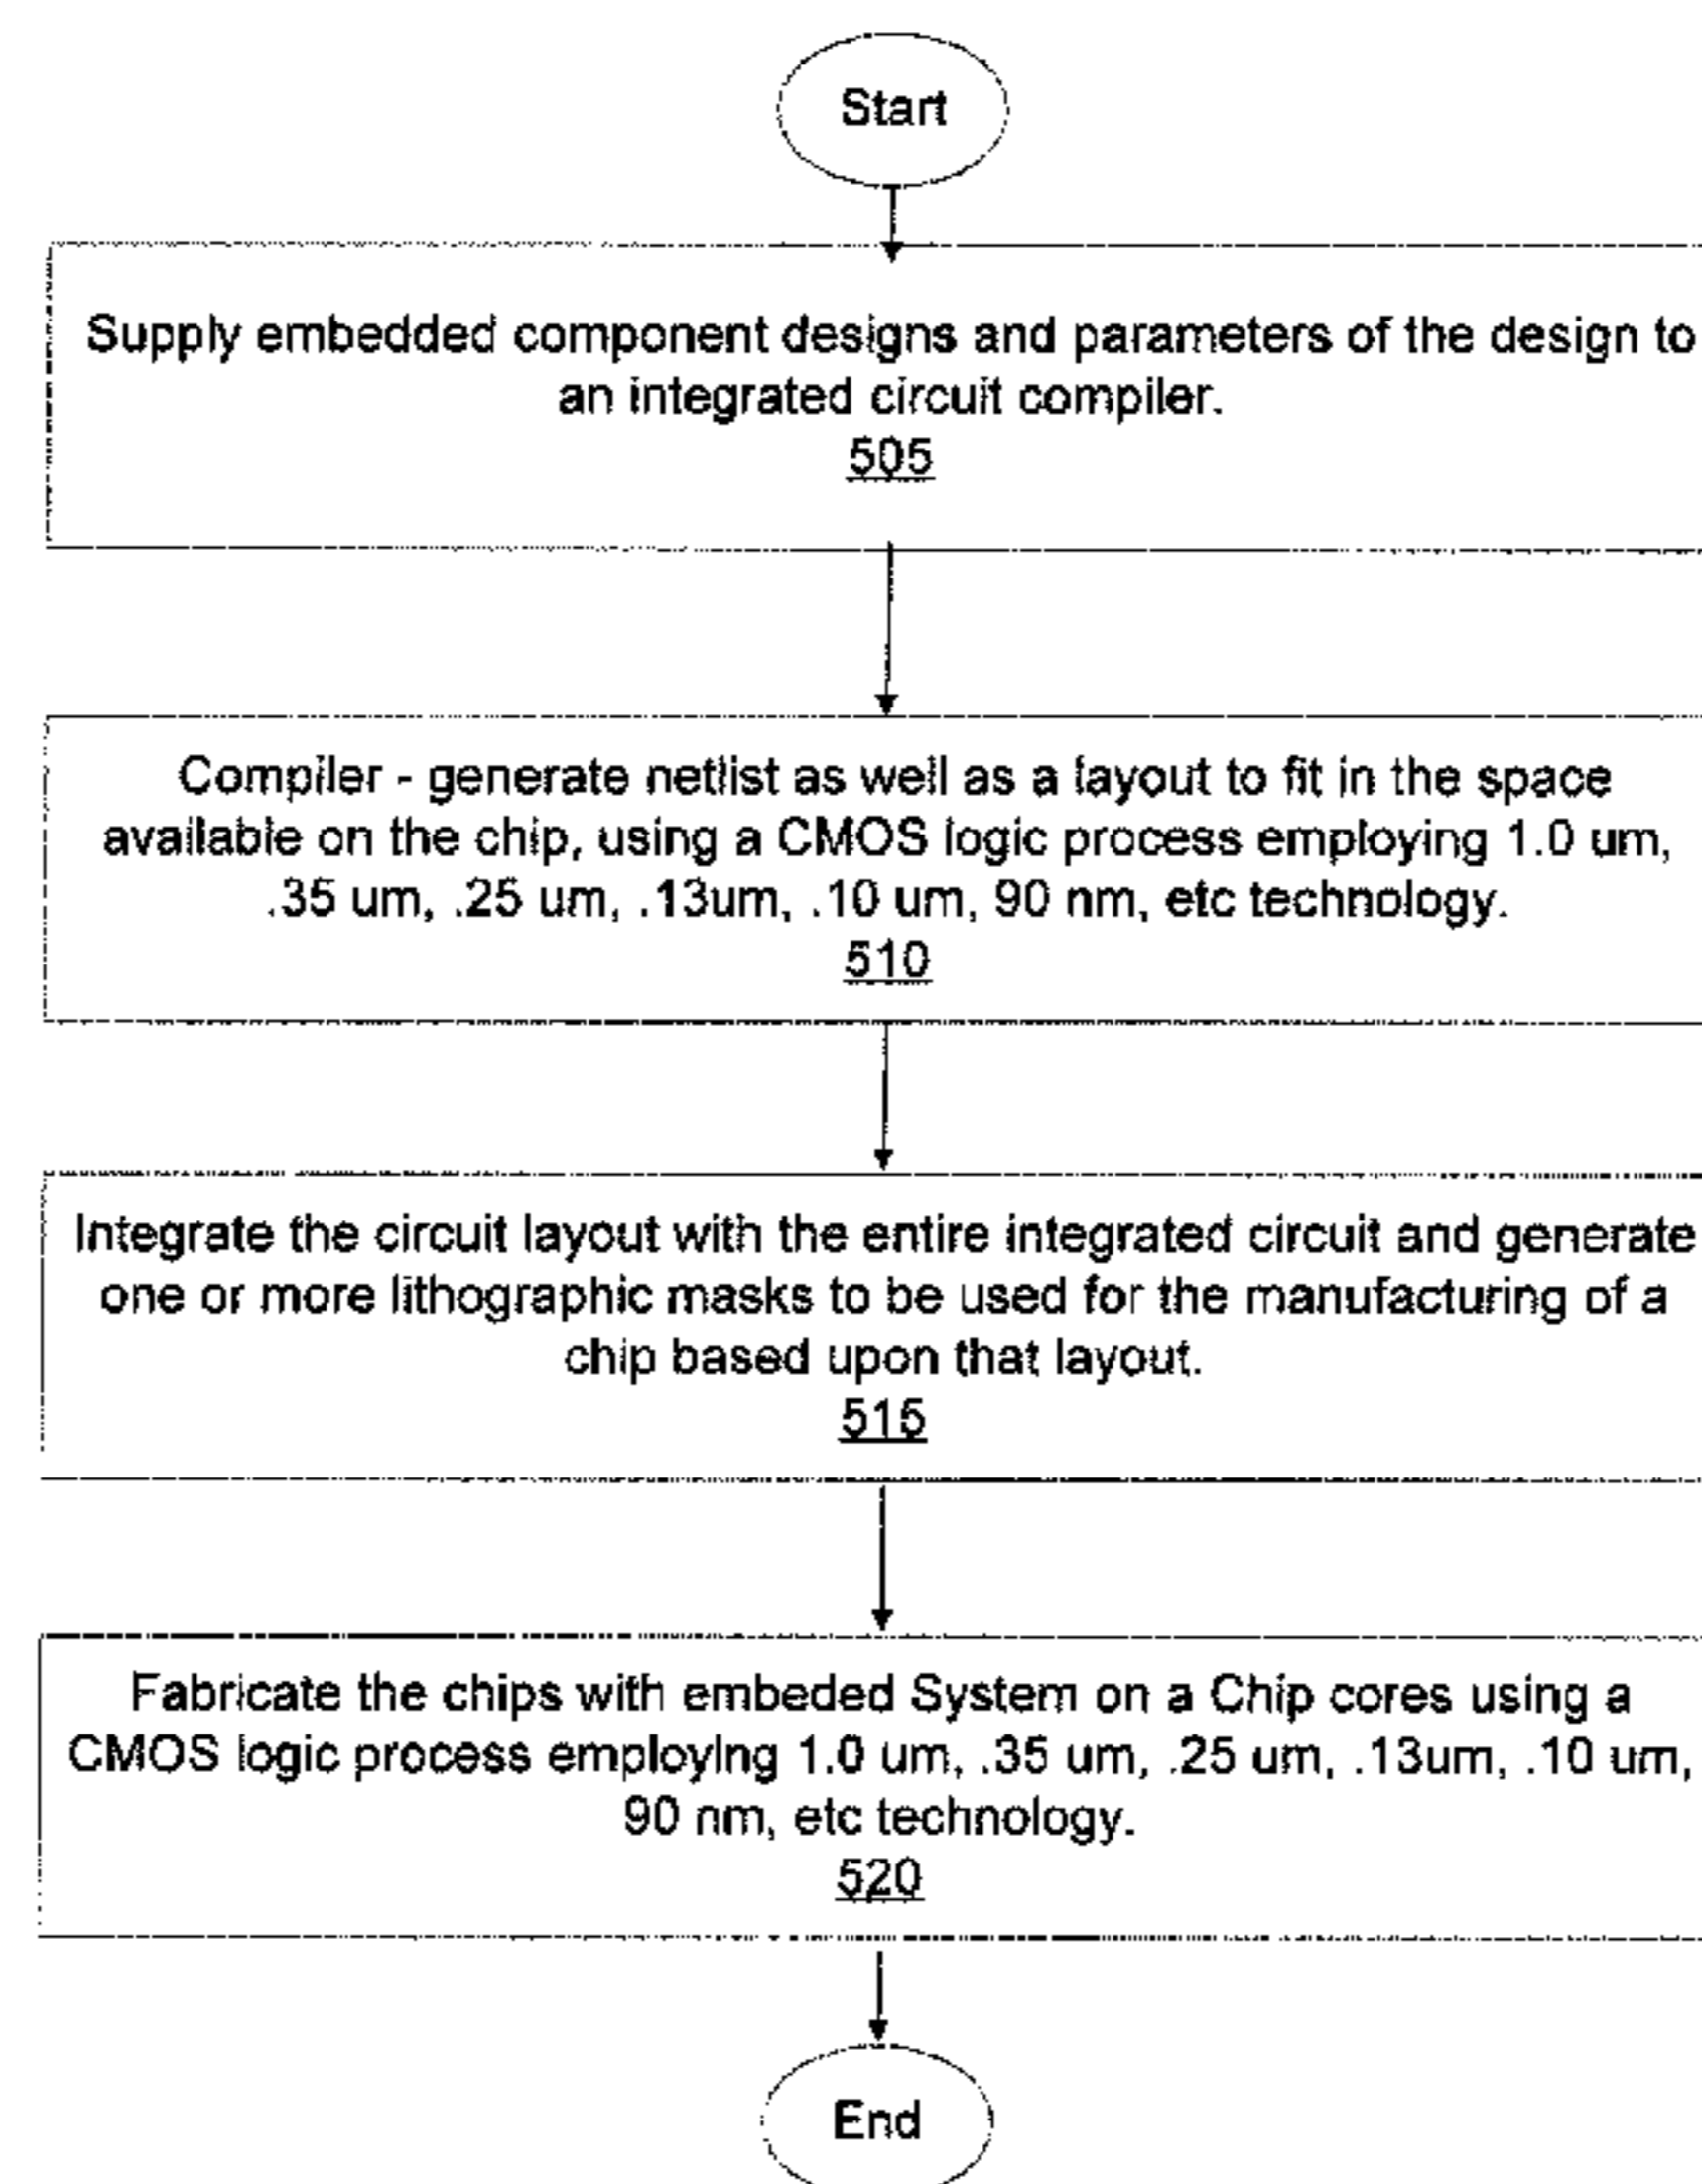 Start
Supply embedded component designs and parameters of the design to
an integrated circuit compiler.
505
Compiler - generate netlist as well as a layout to fit in the space
available on the chip, using a CMOS logic process employing 1.0 um,
.35 um, .25 um, .13um, .10 um, 90 nm, etc technology.
510
Integrate the circuit layout with the entire integrated circuit and generate
one or more lithographic masks to be used for the manufacturing of a
chip based upon that layout.
515
Fabricate the chips with embeded System on a Chip cores using a
CMOS logic process employing 1.0 um, .35 um, .25 um, .13um, .10 um,
90 nm, etc technology.
520
End